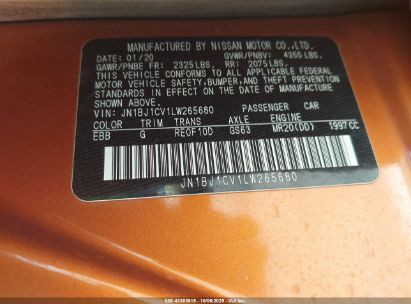 MFD. BY NISSAN MOTOR CO.,LTD.
DATE: 01/20 GVWR/PNBV: 4355 LBS.
GAWR/PNBE FR: 2325 LBS. RR: 2075 LBS.
THIS VEHICLE CONFORMS TO ALL APPLICABLE FEDERAL
MOTOR VEHICLE SAFETY, BUMPER AND THEFT PREVENTION
STANDARDS IN EFFECT ON THE DATE OF
MANUFACTURE SHOWN ABOVE.
VIN: JN1BJ1CV1LW265680 PASSENGER CAR
COLOR TRIM TRANS AXLE ENGINE
EBB G RE0F10D GS63 MR20(DD) 1997CC
JN1BJ1CV1LW265680